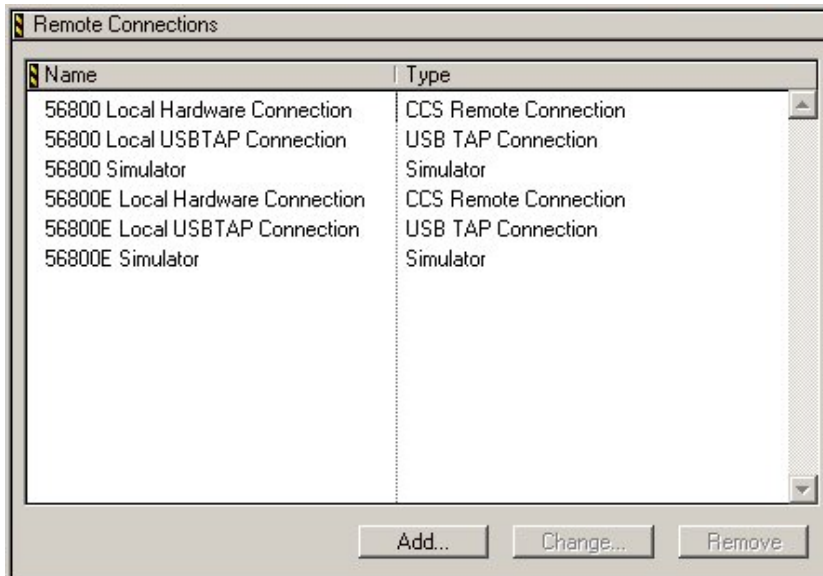 Remote Connections
Name Type
56800 Local Hardware Connection CCS Remote Connection
56800 Local USBTAP Connection USB TAP Connection
56800 Simulator Simulator
56800E Local Hardware Connection CCS Remote Connection
56800E Local USBTAP Connection USB TAP Connection
56800E Simulator Simulator
Add... Change... Remove